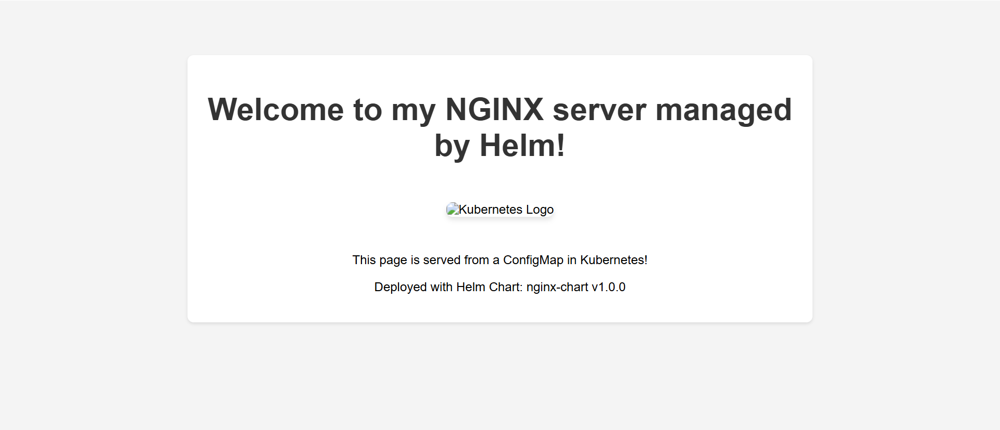 Welcome to my NGINX server managed
by Helm!
Kubernetes Logo
This page is served from a ConfigMap in Kubernetes!
Deployed with Helm Chart: nginx-chart v1.0.0